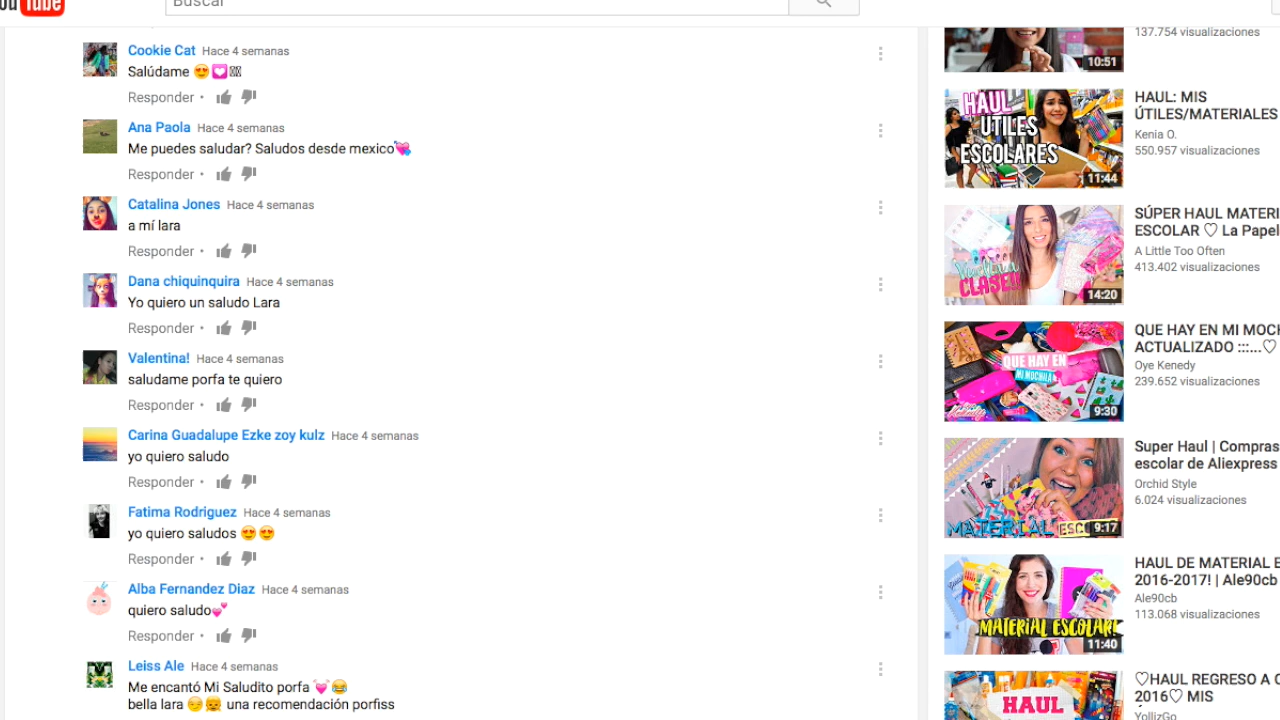 You Tube
Buscar
Cookie Cat Hace 4 semanas
Salúdame 😍💟
Responder •
Ana Paola Hace 4 semanas
Me puedes saludar? Saludos desde mexico💘
Responder •
Catalina Jones Hace 4 semanas
a mí lara
Responder •
Dana chiquinquira Hace 4 semanas
Yo quiero un saludo Lara
Responder •
Valentina! Hace 4 semanas
saludame porfa te quiero
Responder •
Carina Guadalupe Ezke zoy kulz Hace 4 semanas
yo quiero saludo
Responder •
Fatima Rodriguez Hace 4 semanas
yo quiero saludos 😍😍
Responder •
Alba Fernandez Diaz Hace 4 semanas
quiero saludo💕
Responder •
Leiss Ale Hace 4 semanas
Me encantó Mi Saludito porfa 💓😂
bella lara 😏👱 una recomendación porfiss
137.754 visualizaciones
10:51
HAUL
ÚTILES
ESCOLARES
11:44
HAUL: MIS
ÚTILES/MATERIALES
Kenia O.
550.957 visualizaciones
Vuelta a
CLASE!!
14:20
SÚPER HAUL MATERI
ESCOLAR ♡ La Papel
A Little Too Often
413.402 visualizaciones
QUE HAY EN
MI MOCHILA
9:30
QUE HAY EN MI MOCH
ACTUALIZADO :::...♡
Oye Kenedy
239.652 visualizaciones
MATERIAL ESC
9:17
Super Haul | Compras
escolar de Aliexpress
Orchid Style
6.024 visualizaciones
MATERIAL ESCOLAR!
11:40
HAUL DE MATERIAL E
2016-2017! | Ale90cb
Ale90cb
113.068 visualizaciones
HAUL
♡HAUL REGRESO A C
2016♡ MIS
YollizGo